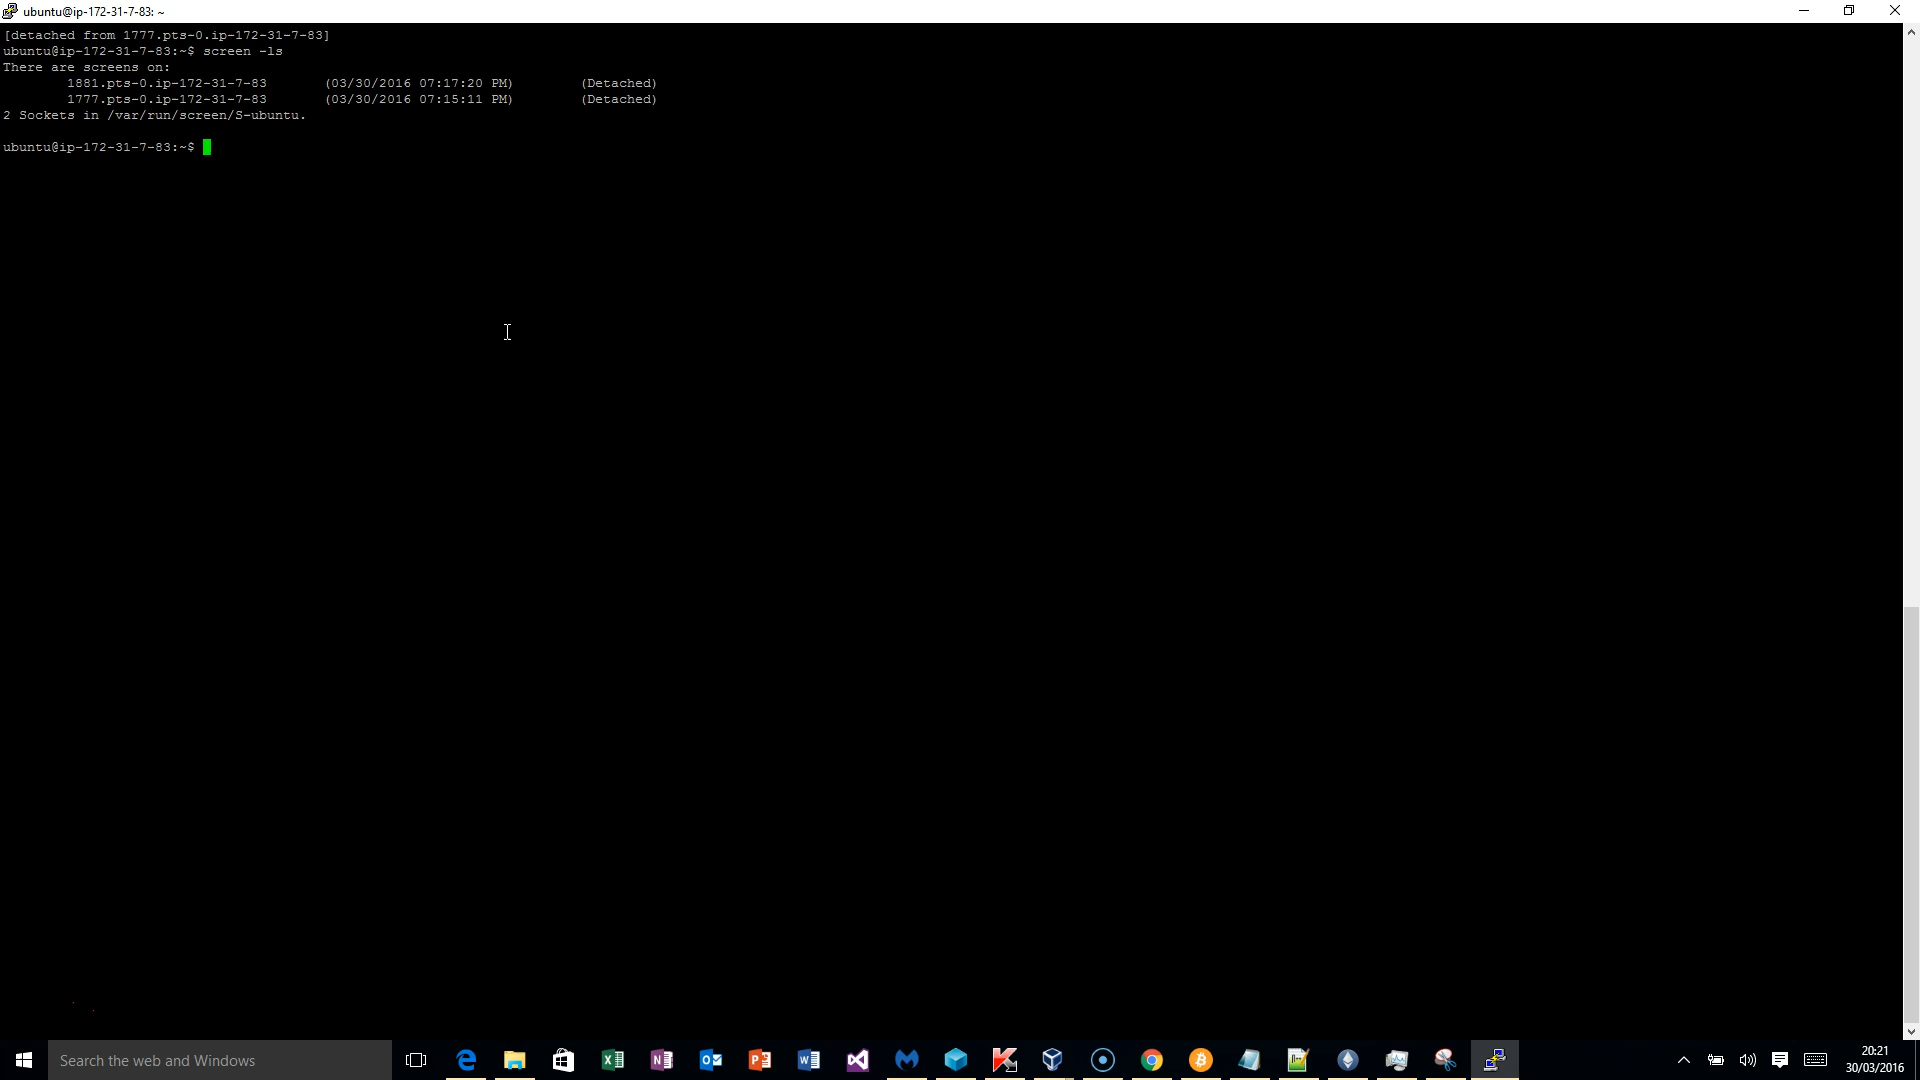 ubuntu@ip-172-31-7-83: ~
[detached from 1777.pts-0.ip-172-31-7-83]
ubuntu@ip-172-31-7-83:~$ screen -ls
There are screens on:
1881.pts-0.ip-172-31-7-83 (03/30/2016 07:17:20 PM) (Detached)
1777.pts-0.ip-172-31-7-83 (03/30/2016 07:15:11 PM) (Detached)
2 Sockets in /var/run/screen/S-ubuntu.
ubuntu@ip-172-31-7-83:~$
Search the web and Windows
20:21
30/03/2016